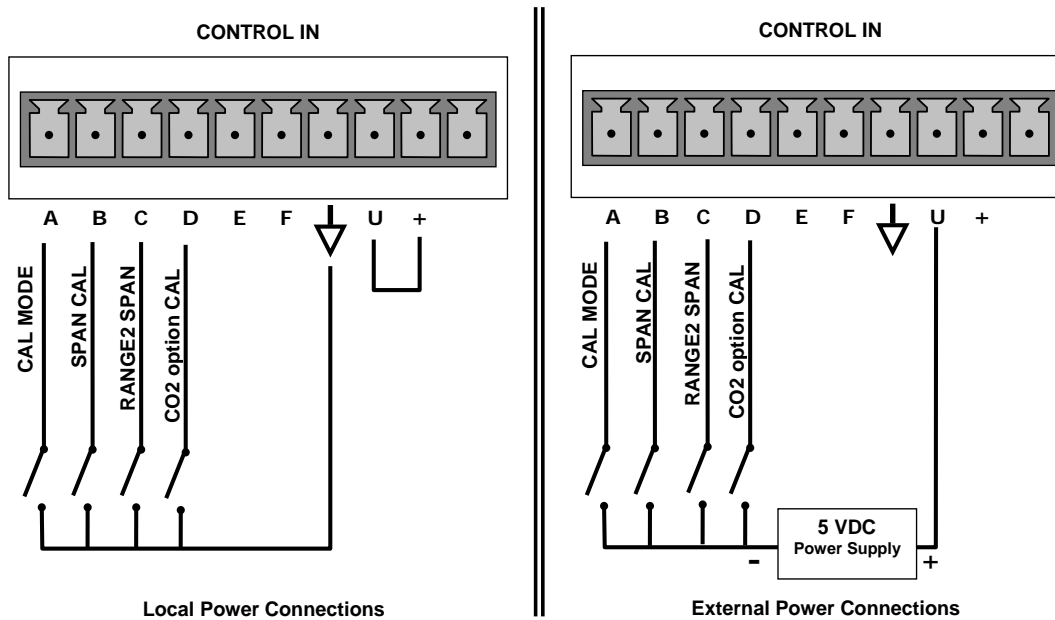 CONTROL IN
A B C D E F U +
CAL MODE
SPAN CAL
RANGE2 SPAN
CO2 option CAL
Local Power Connections
CONTROL IN
A B C D E F U +
CAL MODE
SPAN CAL
RANGE2 SPAN
CO2 option CAL
5 VDC
Power Supply
- +
External Power Connections